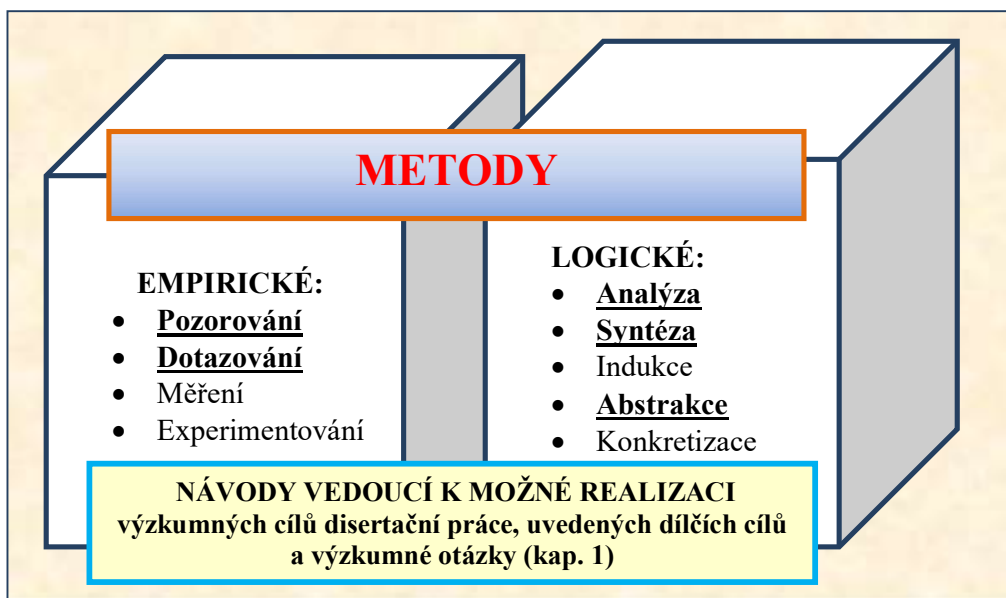 METODY
EMPIRICKÉ:
• Pozorování
• Dotazování
• Měření
• Experimentování
LOGICKÉ:
• Analýza
• Syntéza
• Indukce
• Abstrakce
• Konkretizace
NÁVODY VEDOUCÍ K MOŽNÉ REALIZACI
výzkumných cílů disertační práce, uvedených dílčích cílů
a výzkumné otázky (kap. 1)